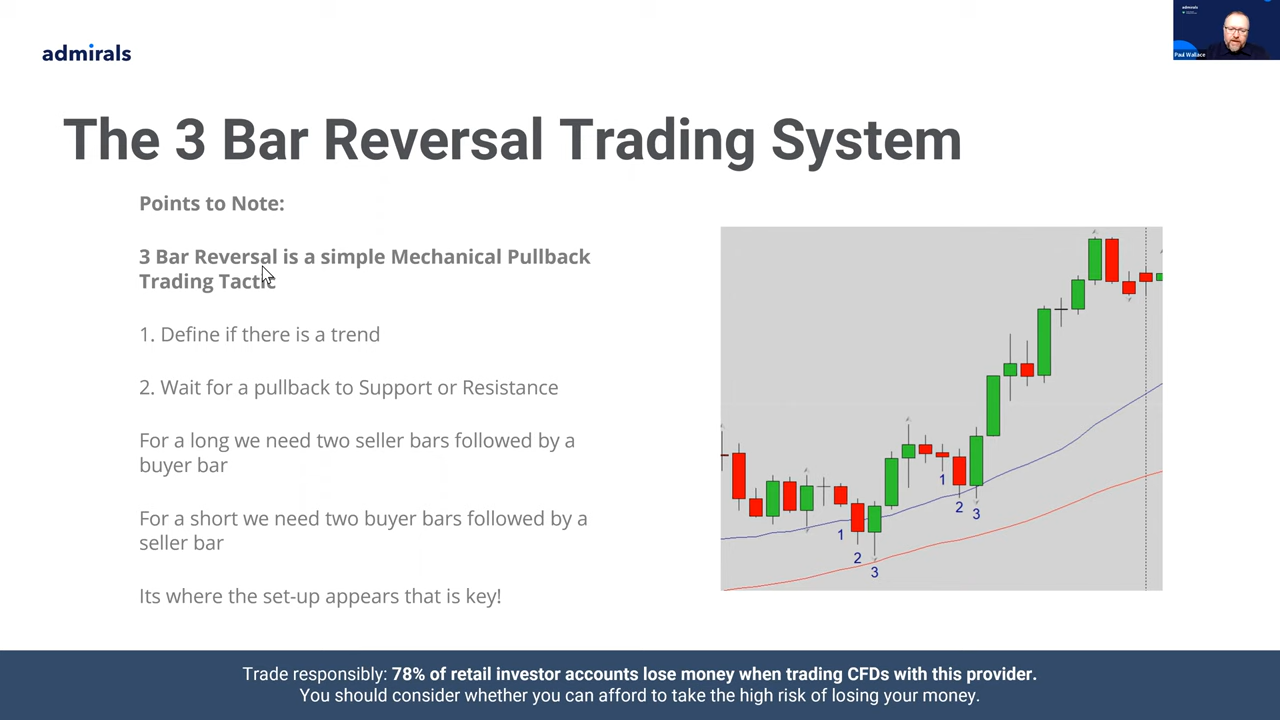 admirals
admirals
Paul Wallace
The 3 Bar Reversal Trading System
Points to Note:
3 Bar Reversal is a simple Mechanical Pullback
Trading Tactic
1. Define if there is a trend
2. Wait for a pullback to Support or Resistance
For a long we need two seller bars followed by a
buyer bar
For a short we need two buyer bars followed by a
seller bar
Its where the set-up appears that is key!
1
2
3
1
2
3
Trade responsibly: 78% of retail investor accounts lose money when trading CFDs with this provider.
You should consider whether you can afford to take the high risk of losing your money.